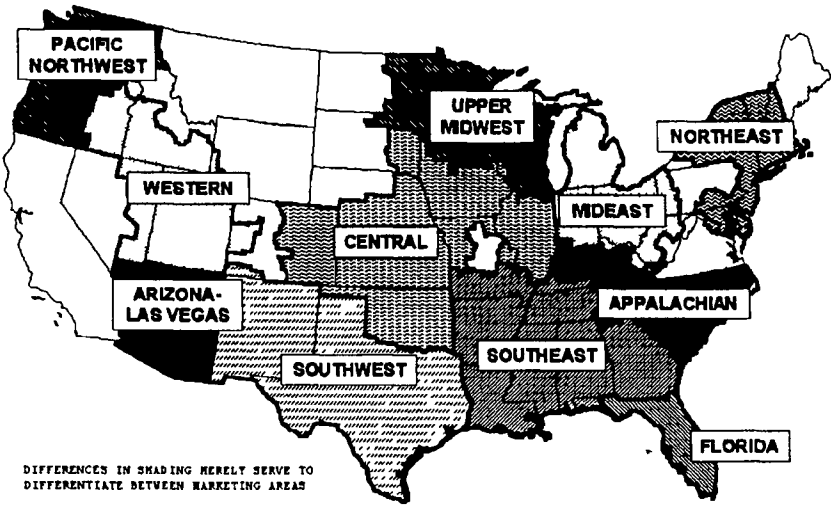 PACIFIC
NORTHWEST
UPPER
MIDWEST
NORTHEAST
WESTERN
MIDEAST
CENTRAL
ARIZONA-
LAS VEGAS
APPALACHIAN
SOUTHEAST
SOUTHWEST
FLORIDA
DIFFERENCES IN SHADING MERELY SERVE TO
DIFFERENTIATE BETWEEN MARKETING AREAS